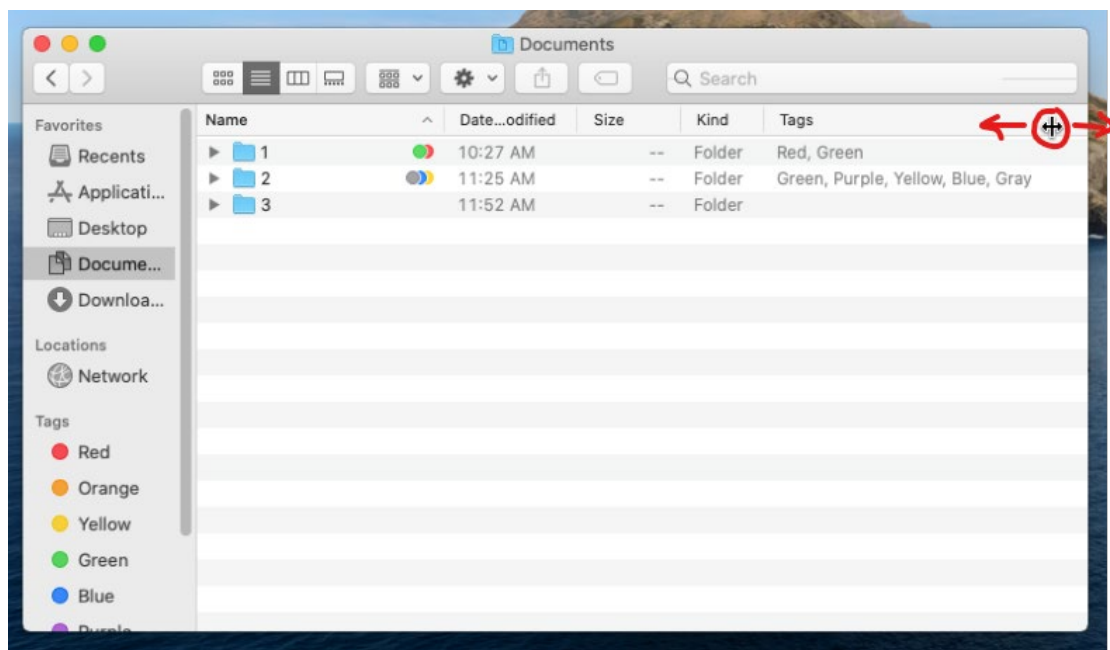 Documents
Search
Favorites
Recents
Applicati...
Desktop
Docume...
Downloa...
Locations
Network
Tags
Red
Orange
Yellow
Green
Blue
Purple
Name Date...odified Size Kind Tags
1 10:27 AM -- Folder Red, Green
2 11:25 AM -- Folder Green, Purple, Yellow, Blue, Gray
3 11:52 AM -- Folder